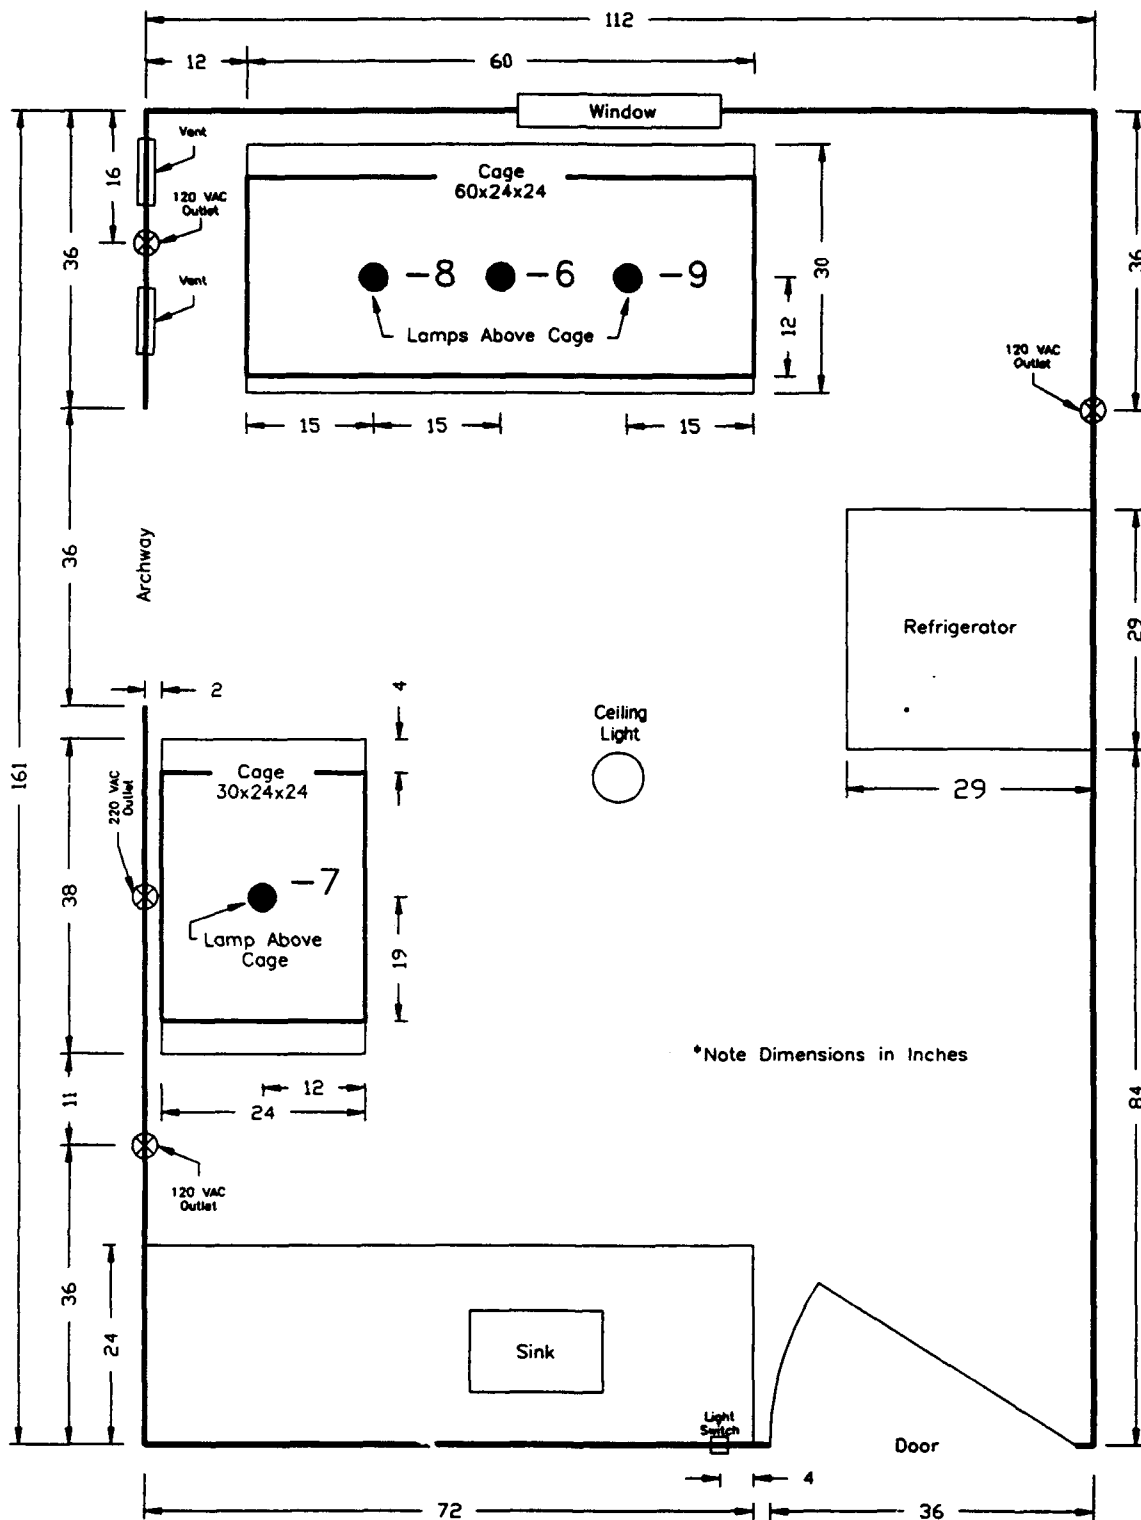 112
12
60
Window
Vent
16
120 VAC
Outlet
36
Vent
Cage
60x24x24
-8
-6
-9
Lamps Above Cage
12
30
36
120 VAC
Outlet
15
15
15
36
Archway
Refrigerator
29
29
2
4
Ceiling
Light
161
220 VAC
Outlet
Cage
30x24x24
-7
Lamp Above
Cage
38
19
*Note Dimensions in Inches
12
24
11
84
120 VAC
Outlet
36
24
Sink
Light
Switch
Door
4
72
36